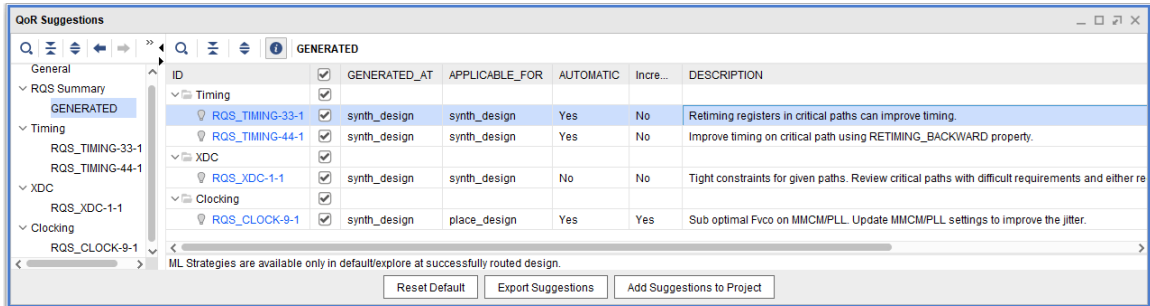 QoR Suggestions
GENERATED
General
RQS Summary
GENERATED
Timing
RQS_TIMING-33-1
RQS_TIMING-44-1
XDC
RQS_XDC-1-1
Clocking
RQS_CLOCK-9-1
ID GENERATED_AT APPLICABLE_FOR AUTOMATIC Incre... DESCRIPTION
Timing
RQS_TIMING-33-1 synth_design synth_design Yes No Retiming registers in critical paths can improve timing.
RQS_TIMING-44-1 synth_design synth_design Yes No Improve timing on critical path using RETIMING_BACKWARD property.
XDC
RQS_XDC-1-1 synth_design synth_design No No Tight constraints for given paths. Review critical paths with difficult requirements and either re
Clocking
RQS_CLOCK-9-1 synth_design place_design Yes Yes Sub optimal Fvco on MMCM/PLL. Update MMCM/PLL settings to improve the jitter.
ML Strategies are available only in default/explore at successfully routed design.
Reset Default Export Suggestions Add Suggestions to Project